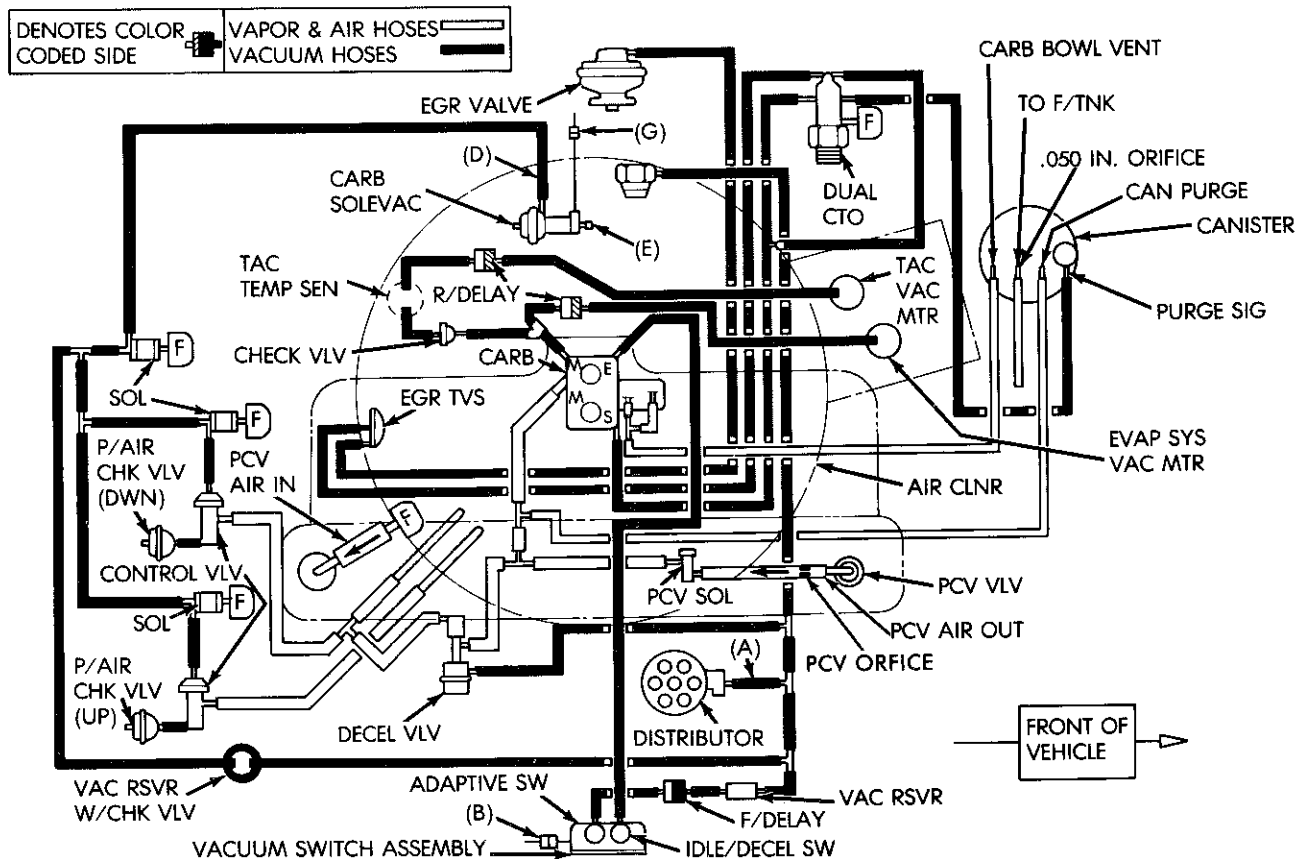 DENOTES COLOR
CODED SIDE
VAPOR & AIR HOSES
VACUUM HOSES
EGR VALVE
(G)
(D)
CARB
SOLEVAC
(E)
F
DUAL
CTO
CARB BOWL VENT
TO F/TNK
.050 IN. ORIFICE
CAN PURGE
CANISTER
PURGE SIG
TAC
TEMP SEN
R/DELAY
TAC
VAC
MTR
CHECK VLV
CARB
M E
M S
F
SOL
F
EGR TVS
EVAP SYS
VAC MTR
AIR CLNR
P/AIR
CHK VLV
(DWN)
PCV
AIR IN
F
CONTROL VLV
F
SOL
PCV SOL
PCV VLV
PCV AIR OUT
PCV ORFICE
(A)
P/AIR
CHK VLV
(UP)
DECEL VLV
DISTRIBUTOR
FRONT OF
VEHICLE
VAC RSVR
W/CHK VLV
ADAPTIVE SW
(B)
VAC RSVR
F/DELAY
VACUUM SWITCH ASSEMBLY
IDLE/DECEL SW